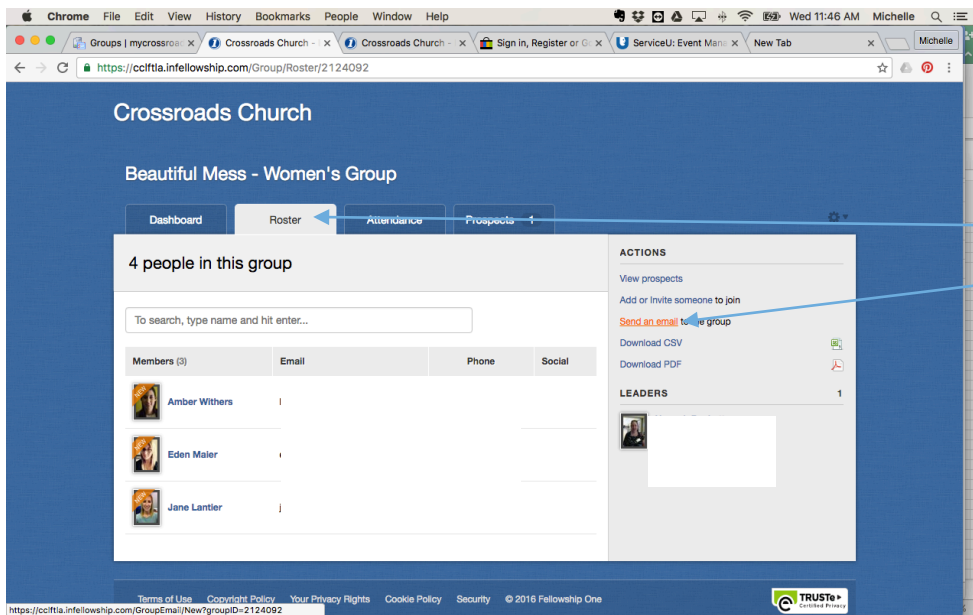 Chrome File Edit View History Bookmarks People Window Help
Wed 11:46 AM Michelle
Groups | mycrossroa
Crossroads Church -
Crossroads Church -
Sign in, Register or G
ServiceU: Event Mana
New Tab
Michelle
https://cclftla.infellowship.com/Group/Roster/2124092
Crossroads Church
Beautiful Mess - Women's Group
Dashboard
Roster
Attendance
Prospects 1
4 people in this group
To search, type name and hit enter...
Members (3) Email Phone Social
NEW Amber Withers
NEW Eden Maier
NEW Jane Lantier j
ACTIONS
View prospects
Add or Invite someone to join
Send an email to the group
Download CSV
Download PDF
LEADERS 1
Terms of Use Copyright Policy Your Privacy Rights Cookie Policy Security © 2016 Fellowship One
TRUSTe
Certified Privacy
https://cclftla.infellowship.com/GroupEmail/New?groupID=2124092